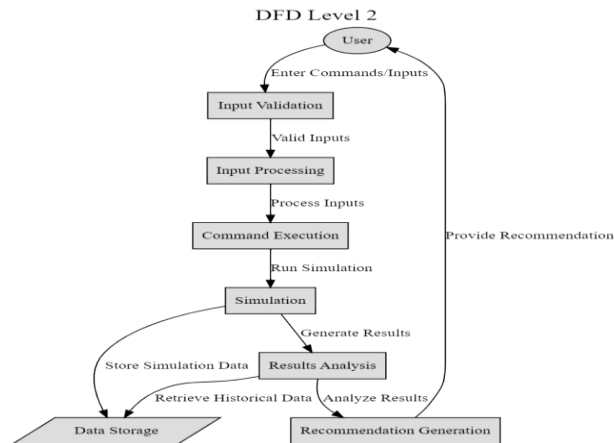 DFD Level 2
User
Enter Commands/Inputs
Input Validation
Valid Inputs
Input Processing
Process Inputs
Command Execution
Provide Recommendation
Run Simulation
Simulation
Generate Results
Store Simulation Data
Results Analysis
Retrieve Historical Data
Analyze Results
Data Storage
Recommendation Generation